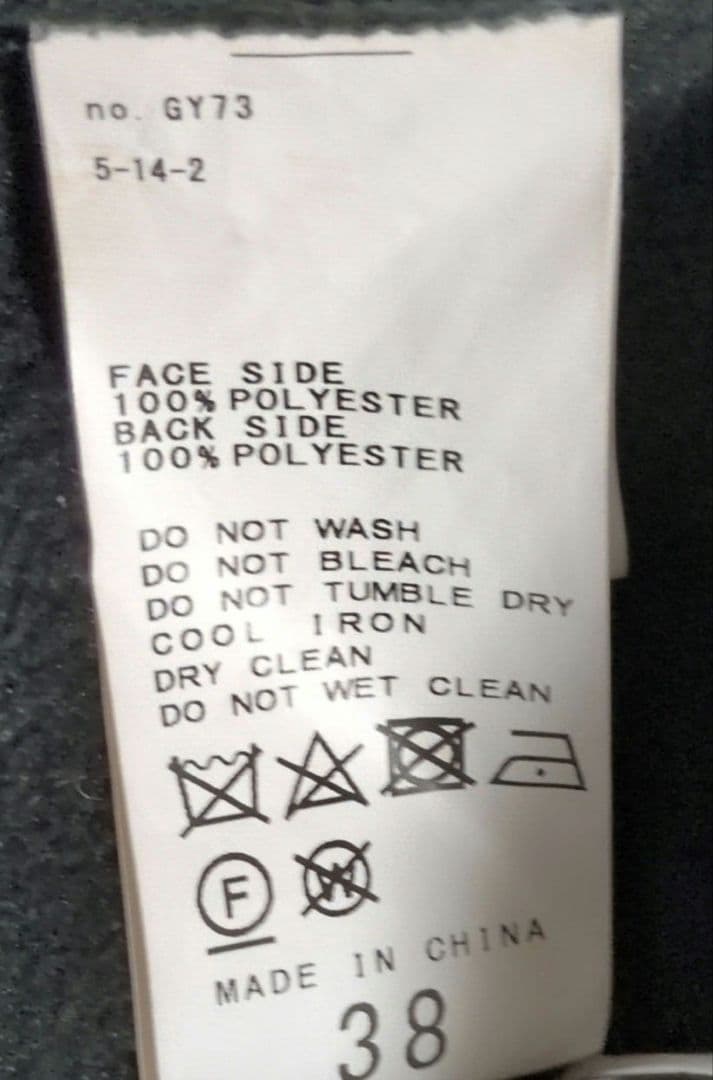 no. GY73
5-14-2
FACE SIDE
100% POLYESTER
BACK SIDE
100% POLYESTER
DO NOT WASH
DO NOT BLEACH
DO NOT TUMBLE DRY
COOL IRON
DRY CLEAN
DO NOT WET CLEAN
F W
MADE IN CHINA
38